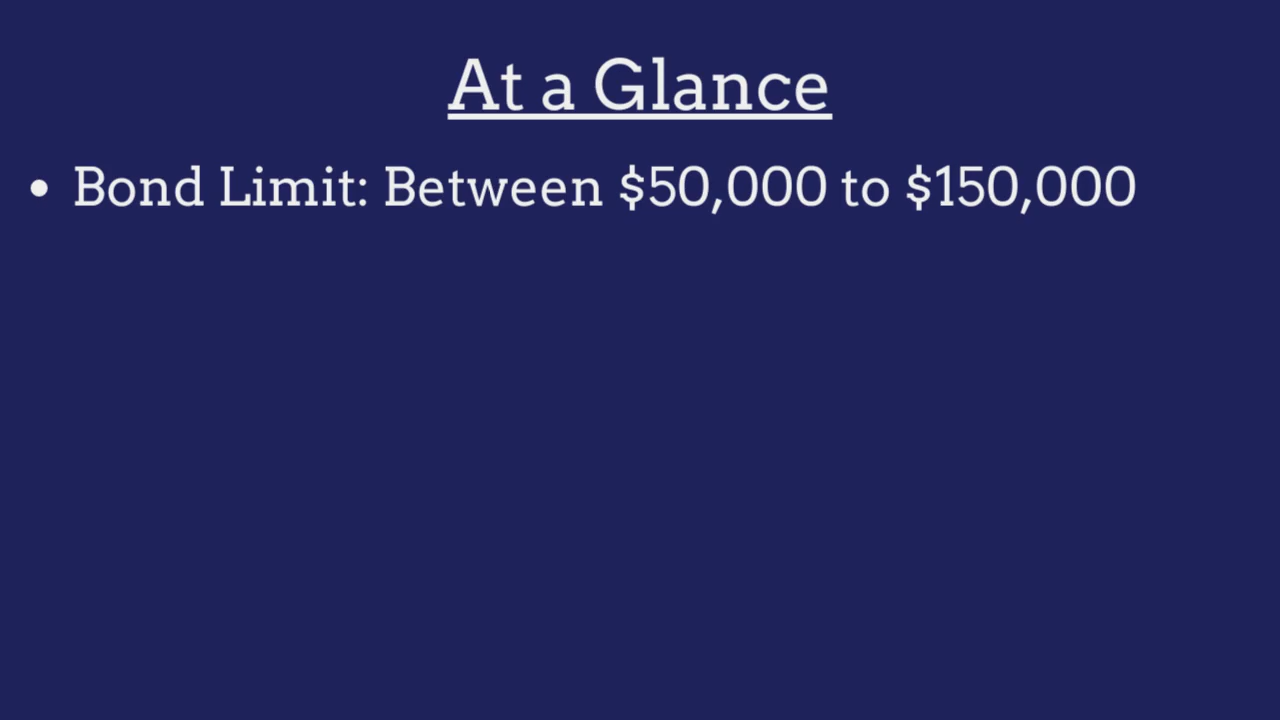 At a Glance
• Bond Limit: Between $50,000 to $150,000